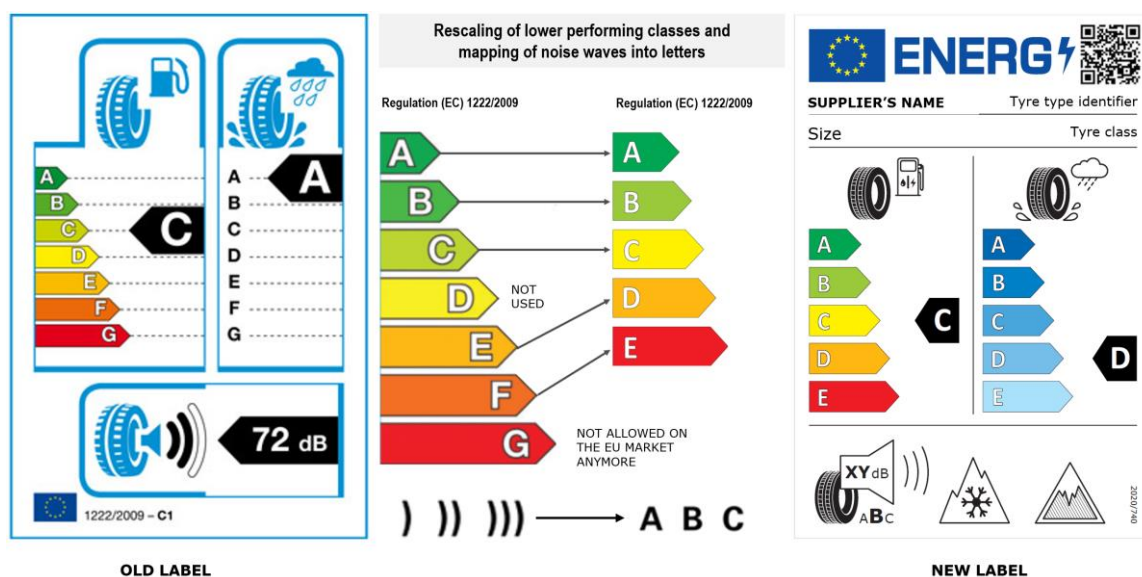 A
B
C
D
E
F
G
C
A
B
C
D
E
F
G
A
72 dB
1222/2009 – C1
OLD LABEL
Rescaling of lower performing classes and
mapping of noise waves into letters
Regulation (EC) 1222/2009
Regulation (EC) 1222/2009
A
B
C
D
E
F
G
NOT
USED
A
B
C
D
E
NOT ALLOWED ON
THE EU MARKET
ANYMORE
A B C
ENERG
SUPPLIER'S NAME
Tyre type identifier
Size
Tyre class
A
B
C
D
E
C
A
B
C
D
E
D
XY dB
ABC
2020/740
NEW LABEL